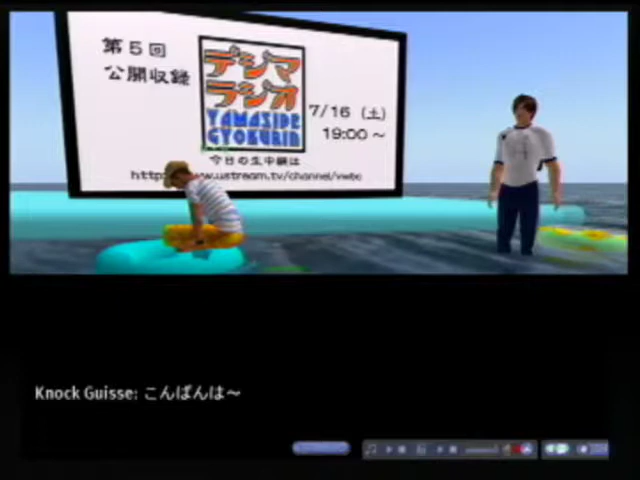 第5回
公開収録
デジマ
ラジオ
YAMASIDE
GYOKURIN
7/16 (土)
19:00～
今日の生中継は
www.ustream.tv/channel/vwbc
Knock Guisse: こんばんは～